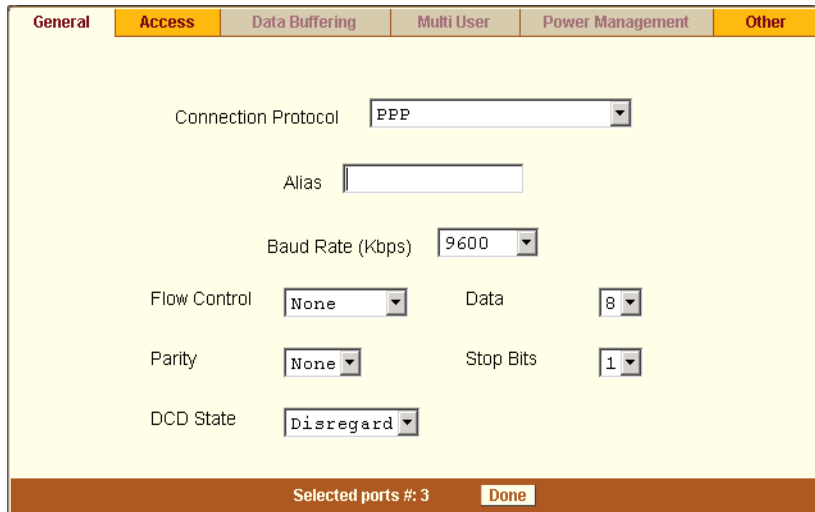 General Access Data Buffering Multi User Power Management Other
Connection Protocol PPP
Alias
Baud Rate (Kbps) 9600
Flow Control None Data 8
Parity None Stop Bits 1
DCD State Disregard
Selected ports #: 3 Done